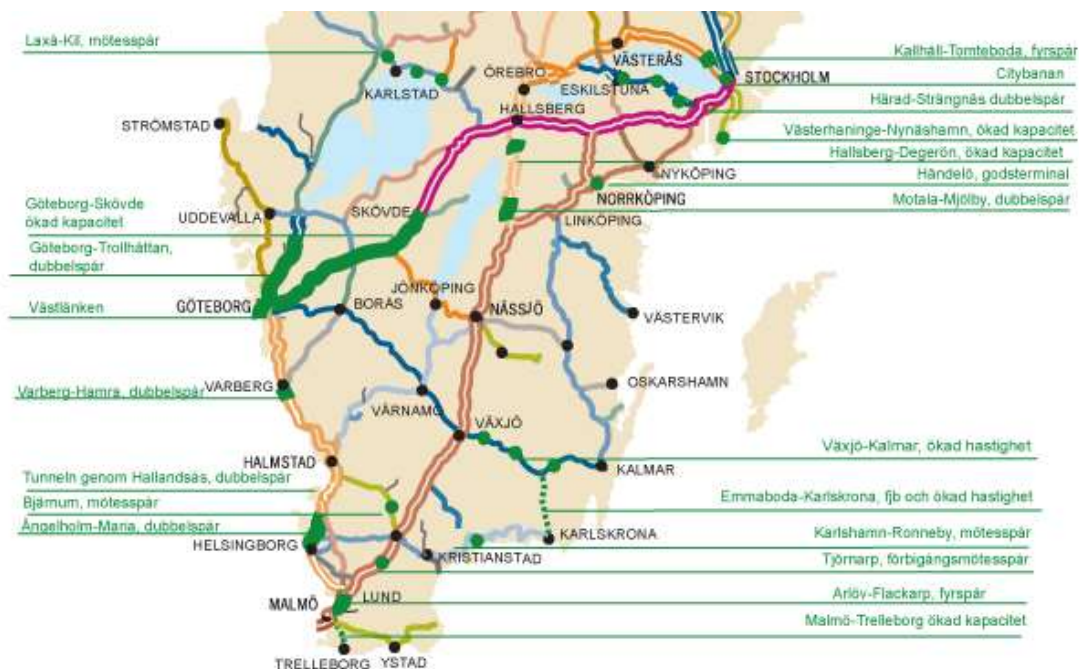 Laxå-Kil, mötesspår
VÄSTERÅS
Kallhäll-Tomteboda, fyrspår
ÖREBRO
STOCKHOLM
Citybanan
KARLSTAD
ESKILSTUNA
HALLSBERG
Härad-Strängnäs dubbelspår
STRÖMSTAD
Västerhaninge-Nynäshamn, ökad kapacitet
Hallsberg-Degerön, ökad kapacitet
NYKÖPING
Händelö, godsterminal
Göteborg-Skövde
ökad kapacitet
SKÖVDE
NORRKÖPING
Motala-Mjölby, dubbelspår
UDDEVALLA
LINKÖPING
Göteborg-Trollhättan,
dubbelspår
JÖNKÖPING
Västlänken
GÖTEBORG
BORÅS
NÄSSJÖ
VÄSTERVIK
Varberg-Hamra, dubbelspår
VARBERG
VÄRNAMO
OSKARSHAMN
VÄXJÖ
Växjö-Kalmar, ökad hastighet
HALMSTAD
KALMAR
Tunneln genom Hallandsås, dubbelspår
Bjärnum, mötesspår
Emmaboda-Karlskrona, fjb och ökad hastighet
Ängelholm-Maria, dubbelspår
KARLSKRONA
Karlshamn-Ronneby, mötesspår
HELSINGBORG
KRISTIANSTAD
Tjörnarp, förbigångsmötesspår
LUND
Arlöv-Flackarp, fyrspår
MALMÖ
Malmö-Trelleborg ökad kapacitet
TRELLEBORG
YSTAD